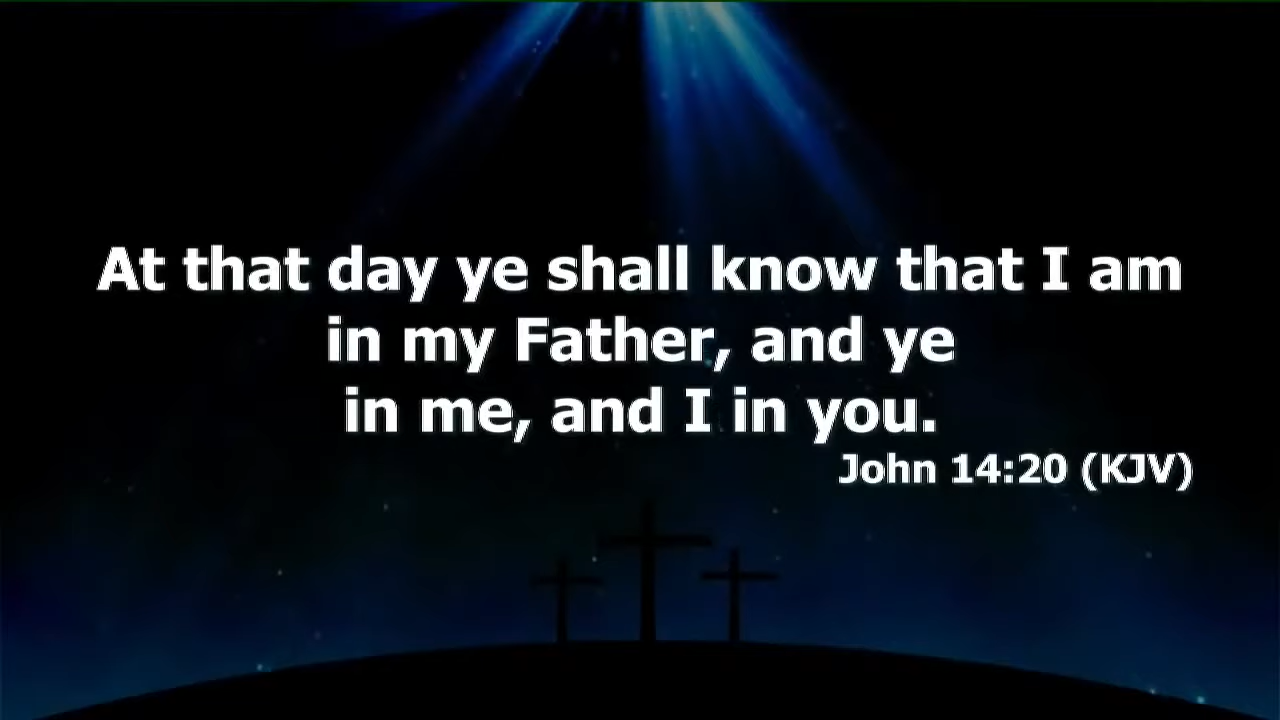 At that day ye shall know that I am
in my Father, and ye
in me, and I in you.
John 14:20 (KJV)